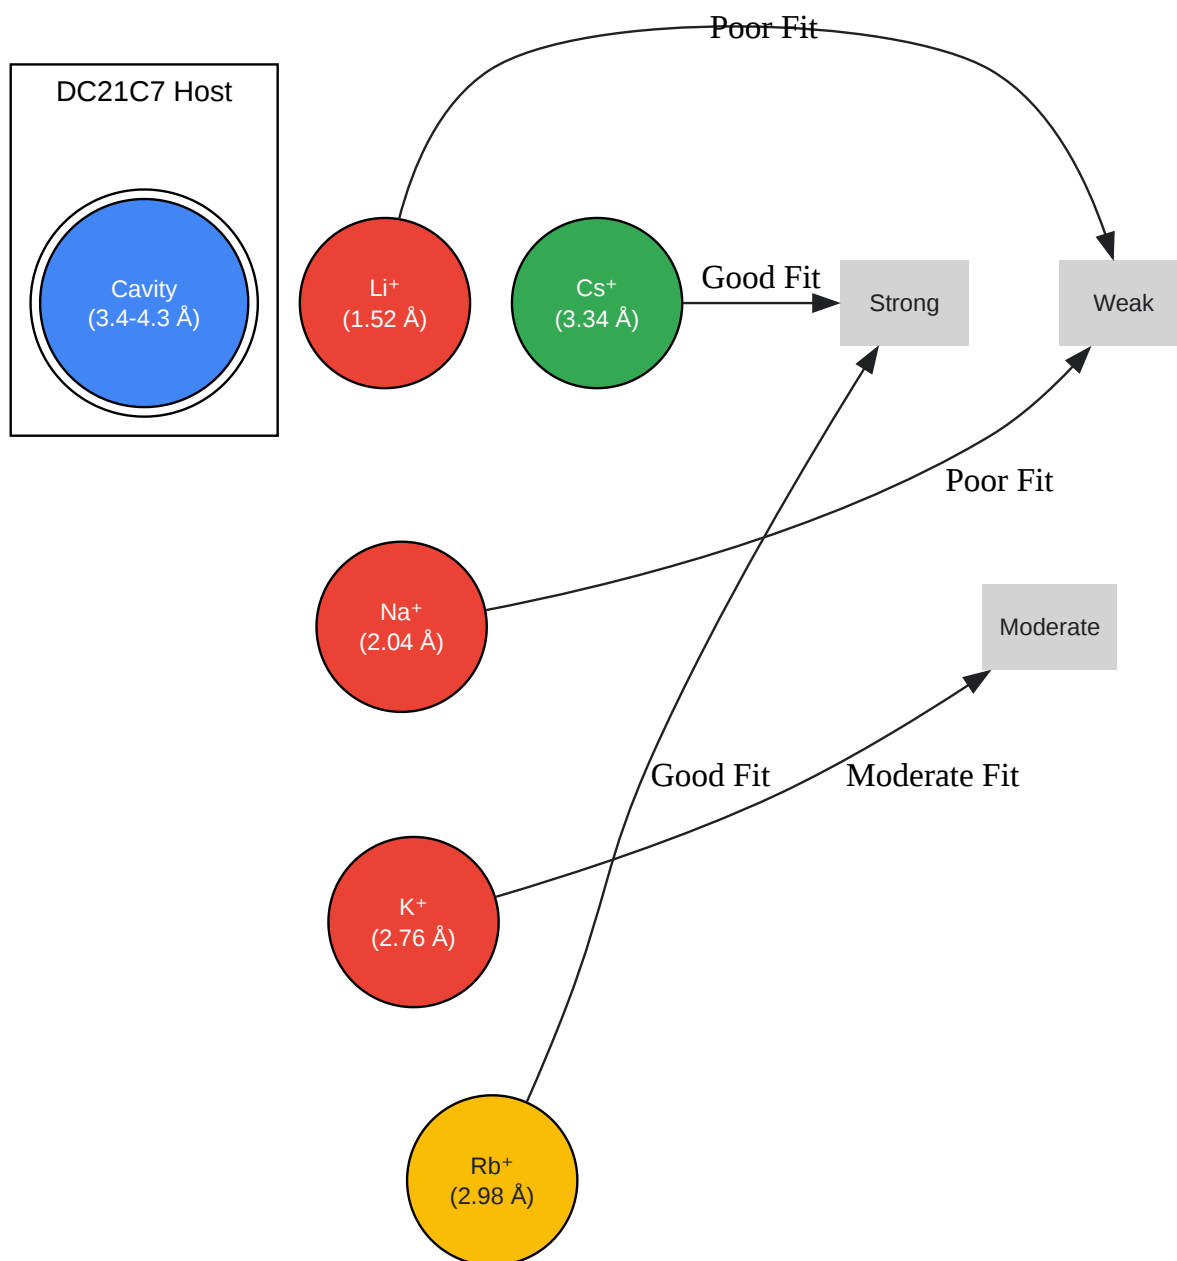 Poor Fit
DC21C7 Host
Cavity
(3.4-4.3 Å)
Li⁺
(1.52 Å)
Cs⁺
(3.34 Å)
Good Fit
Strong
Weak
Poor Fit
Na⁺
(2.04 Å)
Moderate
Good Fit
Moderate Fit
K⁺
(2.76 Å)
Rb⁺
(2.98 Å)